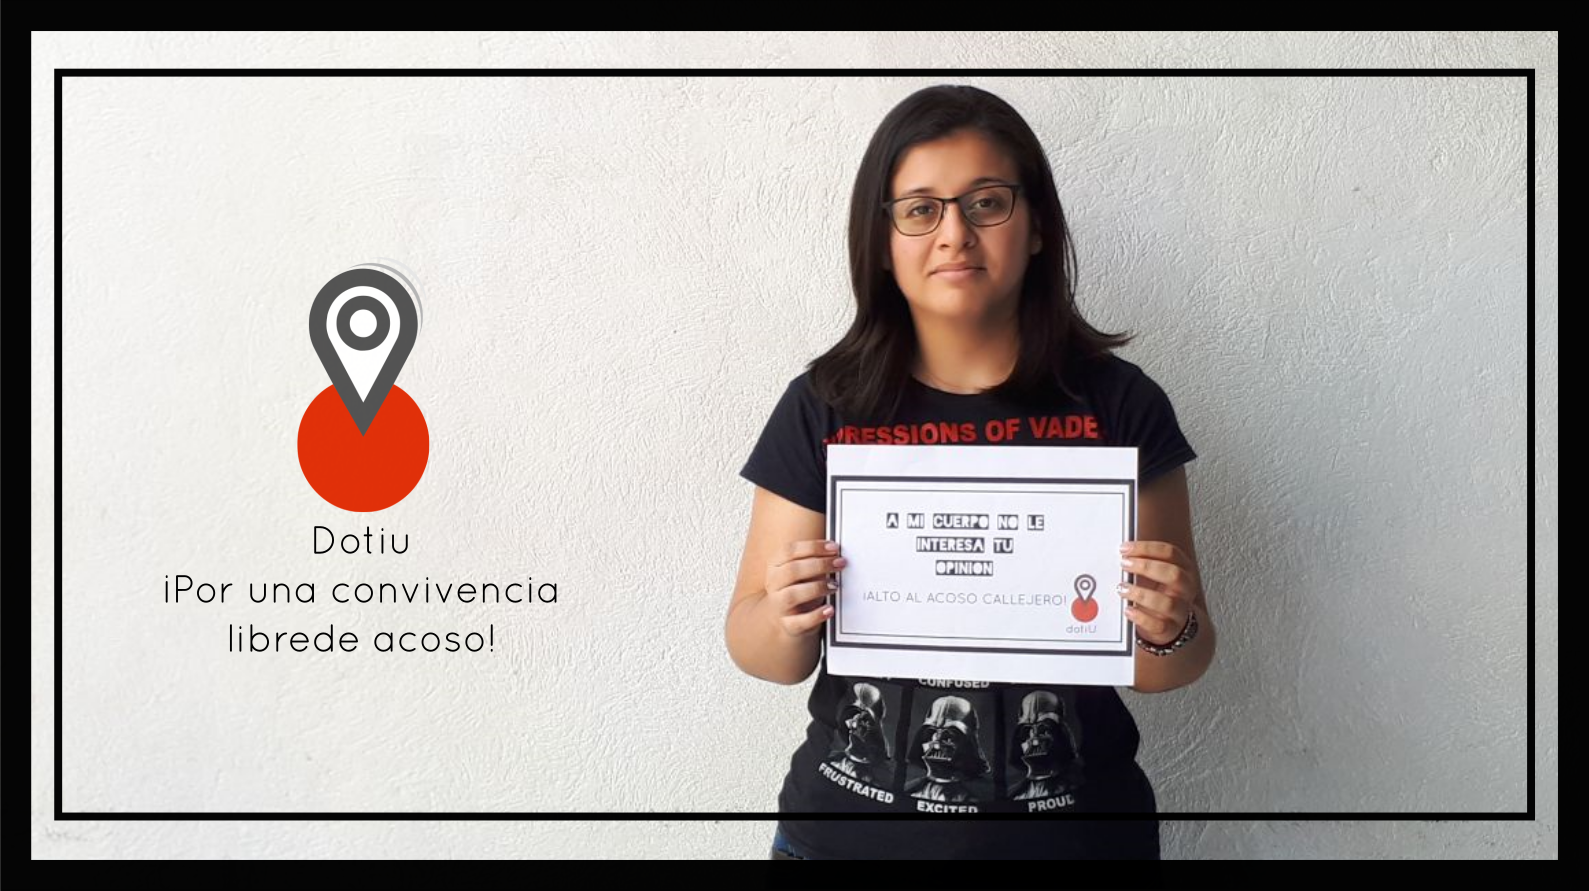 Dotiu
¡Por una convivencia
librede acoso!
OF VADE
A MI CUERPO NO LE
INTERESA TU
OPINION
¡ALTO AL ACOSO CALLEJERO!
dotiU
CONFUSED
FRUSTRATED
EXCITED
PROUD